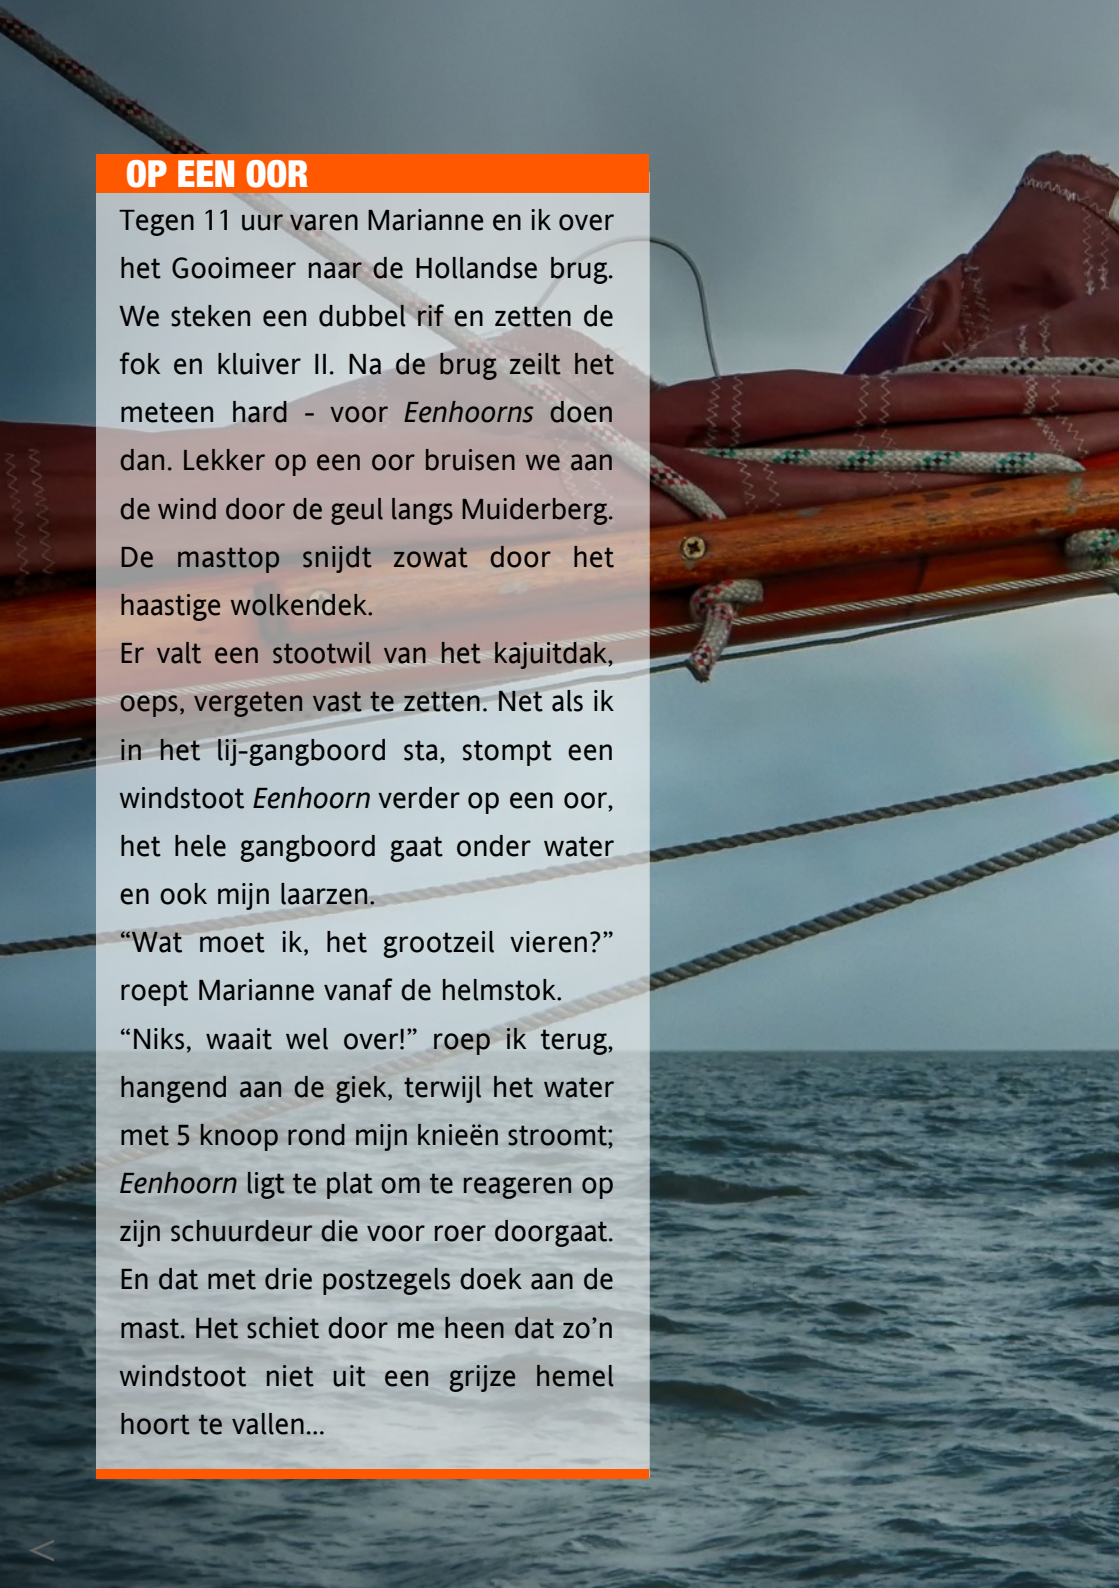 OP EEN OOR
Tegen 11 uur varen Marianne en ik over
het Gooimeer naar de Hollandse brug.
We steken een dubbel rif en zetten de
fok en kluiver II. Na de brug zeilt het
meteen hard - voor Eenhoorns doen
dan. Lekker op een oor bruisen we aan
de wind door de geul langs Muiderberg.
De masttop snijdt zowat door het
haastige wolkendek.
Er valt een stootwil van het kajuitdak,
oeps, vergeten vast te zetten. Net als ik
in het lij-gangboord sta, stompt een
windstoot Eenhoorn verder op een oor,
het hele gangboord gaat onder water
en ook mijn laarzen.
“Wat moet ik, het grootzeil vieren?”
roept Marianne vanaf de helmstok.
“Niks, waait wel over!” roep ik terug,
hangend aan de giek, terwijl het water
met 5 knoop rond mijn knieën stroomt;
Eenhoorn ligt te plat om te reageren op
zijn schuurdeur die voor roer doorgaat.
En dat met drie postzegels doek aan de
mast. Het schiet door me heen dat zo’n
windstoot niet uit een grijze hemel
hoort te vallen...